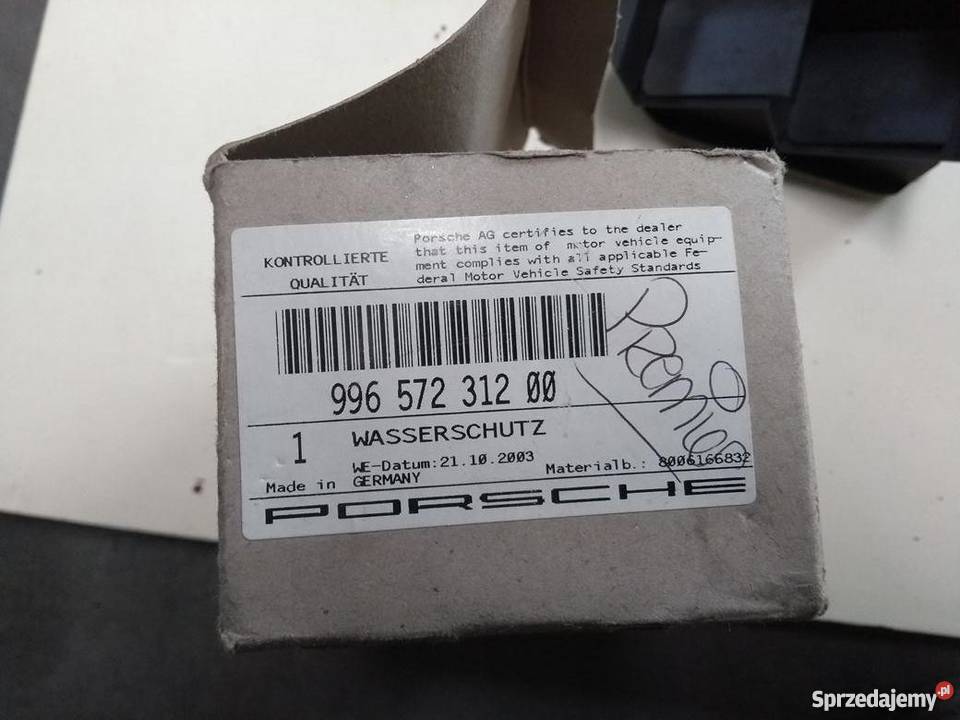 KONTROLLIERTE
QUALITÄT
Porsche AG certifies to the dealer
that this item of motor vehicle equip-
ment complies with all applicable Fe-
deral Motor Vehicle Safety Standards
996 572 312 00
1 WASSERSCHUTZ
WE-Datum:21.10.2003 Materialb.: 8006166832
Made in GERMANY
PORSCHE
Sprzedajemy.pl